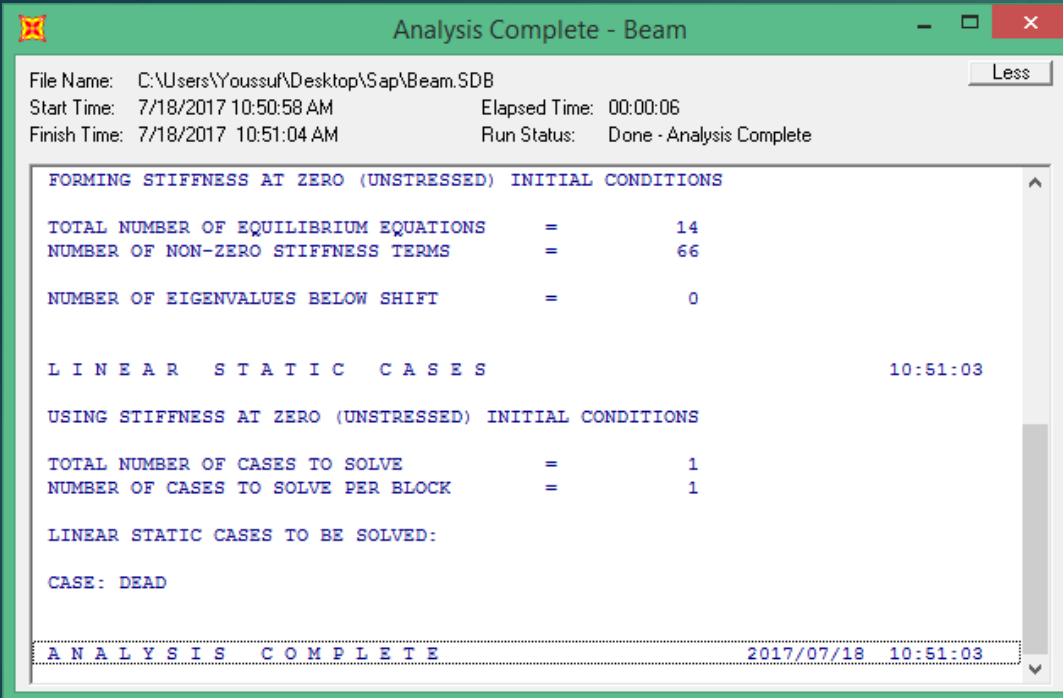 Analysis Complete - Beam
Less
File Name: C:\Users\Youssuf\Desktop\Sap\Beam.SDB
Start Time: 7/18/2017 10:50:58 AM Elapsed Time: 00:00:06
Finish Time: 7/18/2017 10:51:04 AM Run Status: Done - Analysis Complete
FORMING STIFFNESS AT ZERO (UNSTRESSED) INITIAL CONDITIONS
TOTAL NUMBER OF EQUILIBRIUM EQUATIONS = 14
NUMBER OF NON-ZERO STIFFNESS TERMS = 66
NUMBER OF EIGENVALUES BELOW SHIFT = 0
L I N E A R   S T A T I C   C A S E S 10:51:03
USING STIFFNESS AT ZERO (UNSTRESSED) INITIAL CONDITIONS
TOTAL NUMBER OF CASES TO SOLVE = 1
NUMBER OF CASES TO SOLVE PER BLOCK = 1
LINEAR STATIC CASES TO BE SOLVED:
CASE: DEAD
A N A L Y S I S   C O M P L E T E 2017/07/18 10:51:03